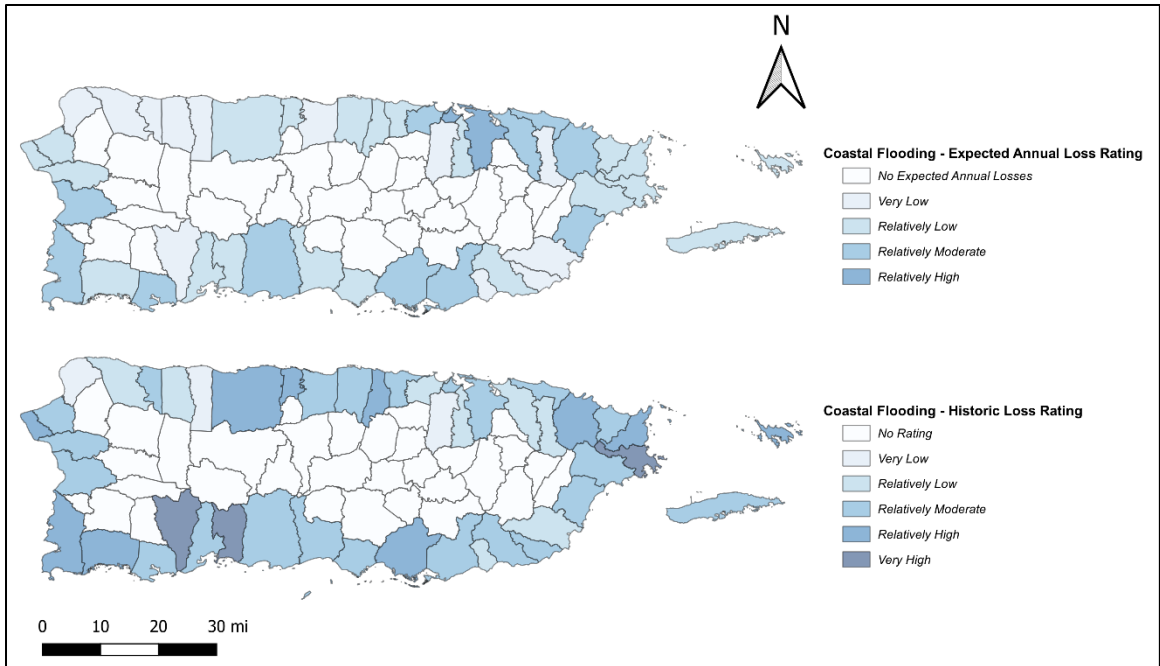 N
Coastal Flooding - Expected Annual Loss Rating
No Expected Annual Losses
Very Low
Relatively Low
Relatively Moderate
Relatively High
Coastal Flooding - Historic Loss Rating
No Rating
Very Low
Relatively Low
Relatively Moderate
Relatively High
Very High
0 10 20 30 mi